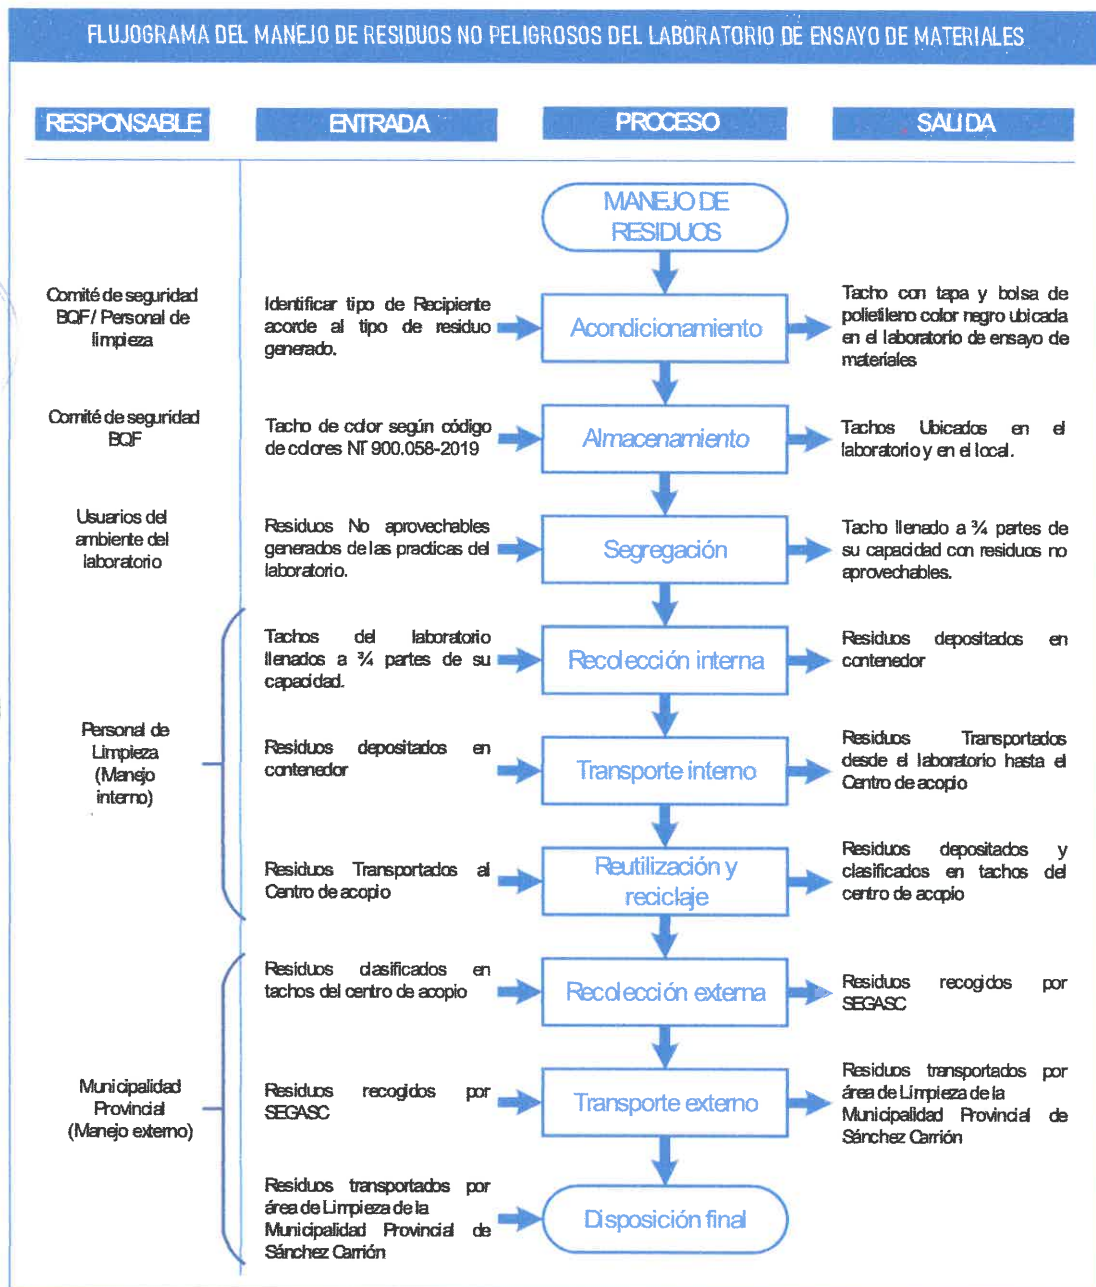 FLUJOGRAMA DEL MANEJO DE RESIDUOS NO PELIGROSOS DEL LABORATORIO DE ENSAYO DE MATERIALES
RESPONSABLE
ENTRADA
PROCESO
SALIDA
MANEJO DE
RESIDUOS
Comité de seguridad
BQF / Personal de
limpieza
Identificar tipo de Recipiente
acorde al tipo de residuo
generado.
Acondicionamiento
Tacho con tapa y bolsa de
polietileno color negro ubicada
en el laboratorio de ensayo de
materiales
Comité de seguridad
BQF
Tacho de color según código
de colores NT 900.058-2019
Almacenamiento
Tachos Ubicados en el
laboratorio y en el local.
Usuarios del
ambiente del
laboratorio
Residuos No aprovechables
generados de las practicas del
laboratorio.
Segregación
Tacho llenado a ¾ partes de
su capacidad con residuos no
aprovechables.
Personal de
Limpieza
(Manejo
interno)
Tachos del laboratorio
llenados a ¾ partes de su
capacidad.
Recolección interna
Residuos depositados en
contenedor
Residuos depositados en
contenedor
Transporte interno
Residuos Transportados
desde el laboratorio hasta el
Centro de acopio
Residuos Transportados al
Centro de acopio
Reutilización y
reciclaje
Residuos depositados y
clasificados en tachos del
centro de acopio
Municipalidad
Provincial
(Manejo externo)
Residuos clasificados en
tachos del centro de acopio
Recolección externa
Residuos recogidos por
SEGASC
Residuos recogidos por
SEGASC
Transporte externo
Residuos transportados por
área de Limpieza de la
Municipalidad Provincial de
Sánchez Carrión
Residuos transportados por
área de Limpieza de la
Municipalidad Provincial de
Sánchez Carrión
Disposición final